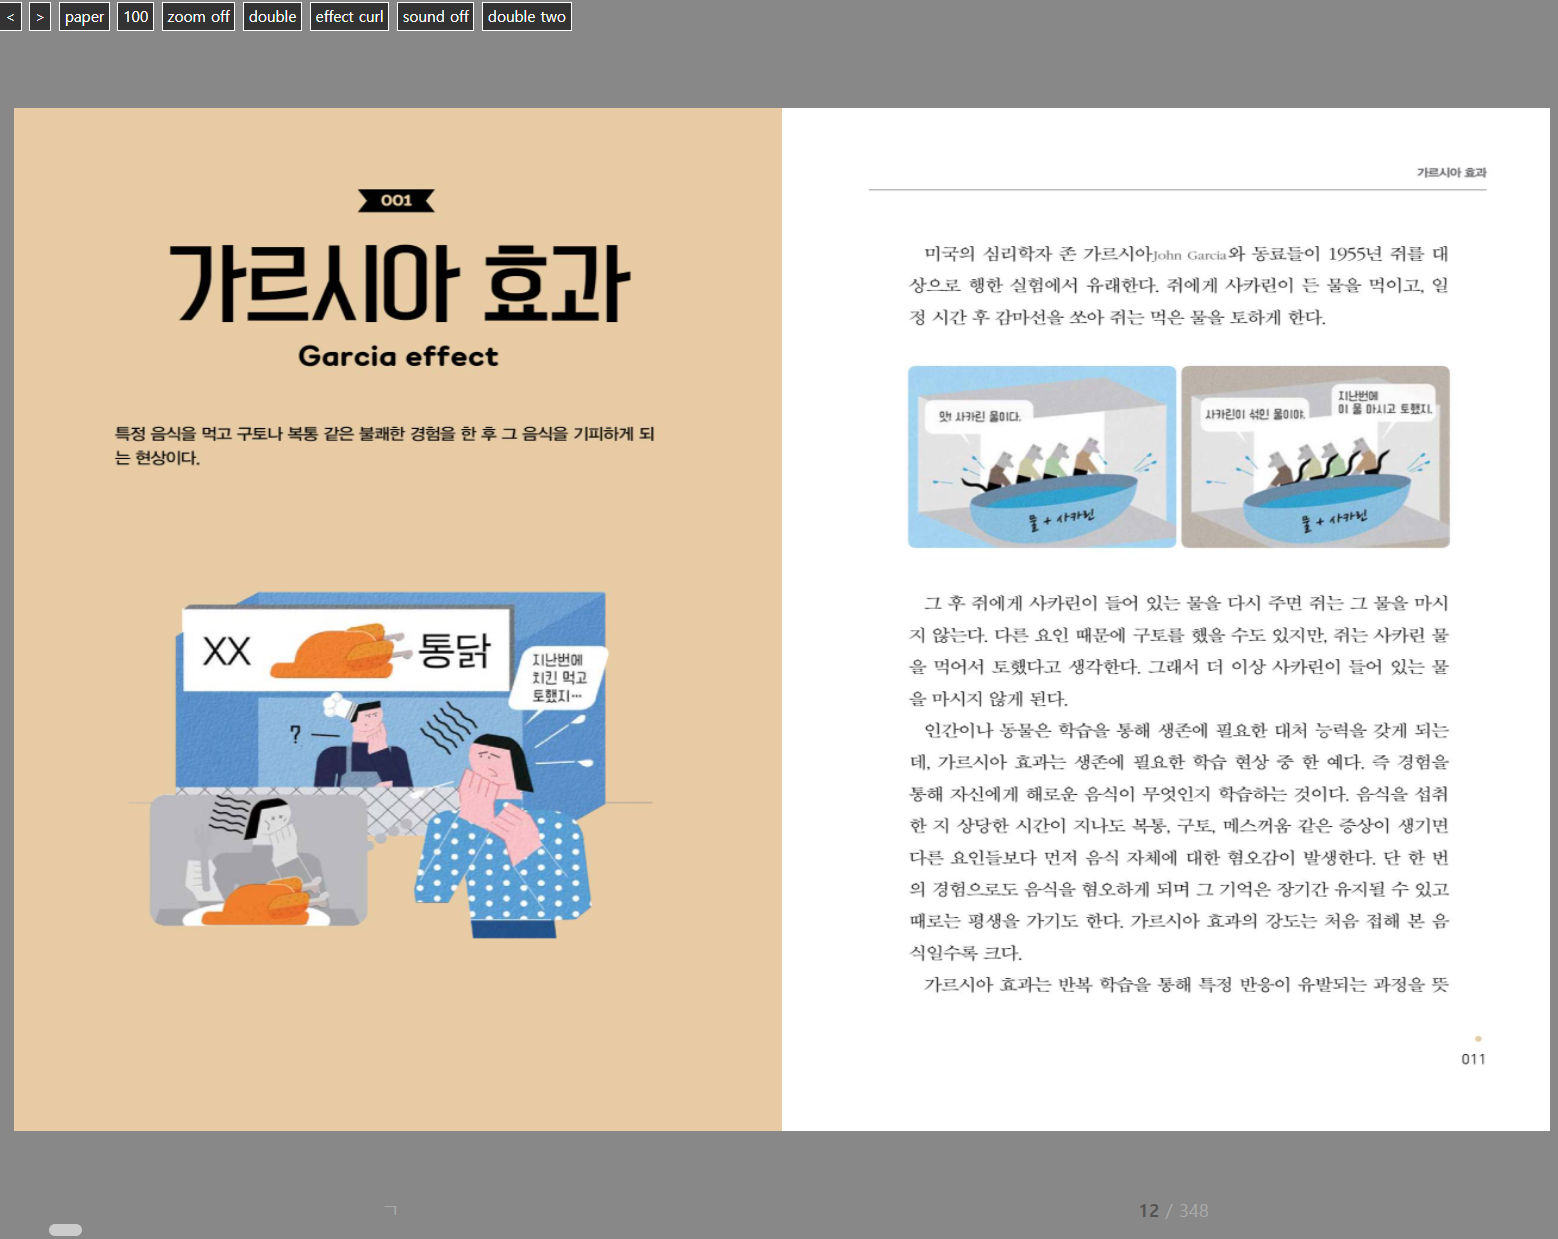 < > paper 100 zoom off double effect curl sound off double two
001
가르시아 효과
Garcia effect
특정 음식을 먹고 구토나 복통 같은 불쾌한 경험을 한 후 그 음식을 기피하게 되
는 현상이다.
XX 통닭
지난번에
치킨 먹고
토했지…
?
가르시아 효과
미국의 심리학자 존 가르시아John Garcia와 동료들이 1955년 쥐를 대
상으로 행한 실험에서 유래한다. 쥐에게 사카린이 든 물을 먹이고, 일
정 시간 후 감마선을 쏘아 쥐는 먹은 물을 토하게 한다.
앗! 사카린 물이다.
물 + 사카린
사카린이 섞인 물이야.
지난번에
이 물 마시고 토했지.
물 + 사카린
그 후 쥐에게 사카린이 들어 있는 물을 다시 주면 쥐는 그 물을 마시
지 않는다. 다른 요인 때문에 구토를 했을 수도 있지만, 쥐는 사카린 물
을 먹어서 토했다고 생각한다. 그래서 더 이상 사카린이 들어 있는 물
을 마시지 않게 된다.
인간이나 동물은 학습을 통해 생존에 필요한 대처 능력을 갖게 되는
데, 가르시아 효과는 생존에 필요한 학습 현상 중 한 예다. 즉 경험을
통해 자신에게 해로운 음식이 무엇인지 학습하는 것이다. 음식을 섭취
한 지 상당한 시간이 지나도 복통, 구토, 메스꺼움 같은 증상이 생기면
다른 요인들보다 먼저 음식 자체에 대한 혐오감이 발생한다. 단 한 번
의 경험으로도 음식을 혐오하게 되며 그 기억은 장기간 유지될 수 있고
때로는 평생을 가기도 한다. 가르시아 효과의 강도는 처음 접해 본 음
식일수록 크다.
가르시아 효과는 반복 학습을 통해 특정 반응이 유발되는 과정을 뜻
011
12 / 348